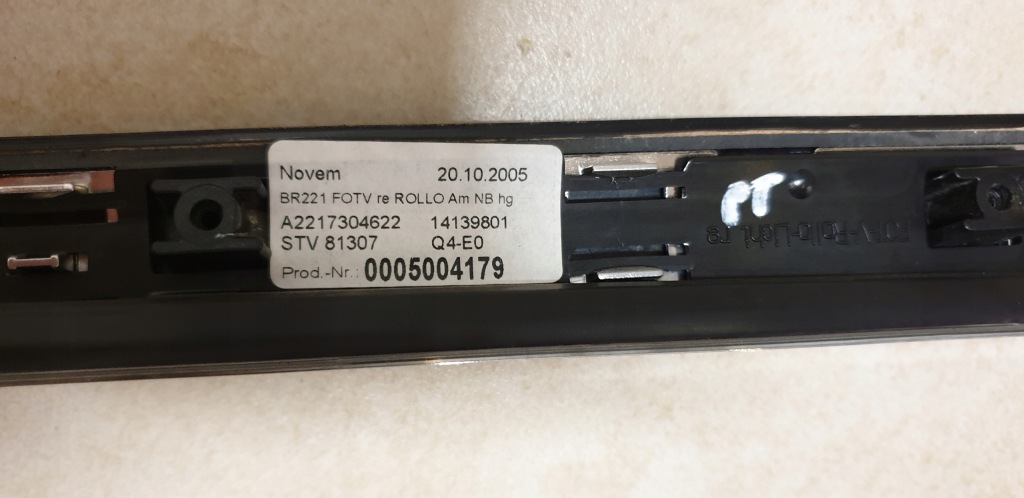 Novem 20.10.2005
BR221 FOTV re ROLLO Am NB hg
A2217304622 14139801
STV 81307 Q4-E0
Prod.-Nr.: 0005004179
PT